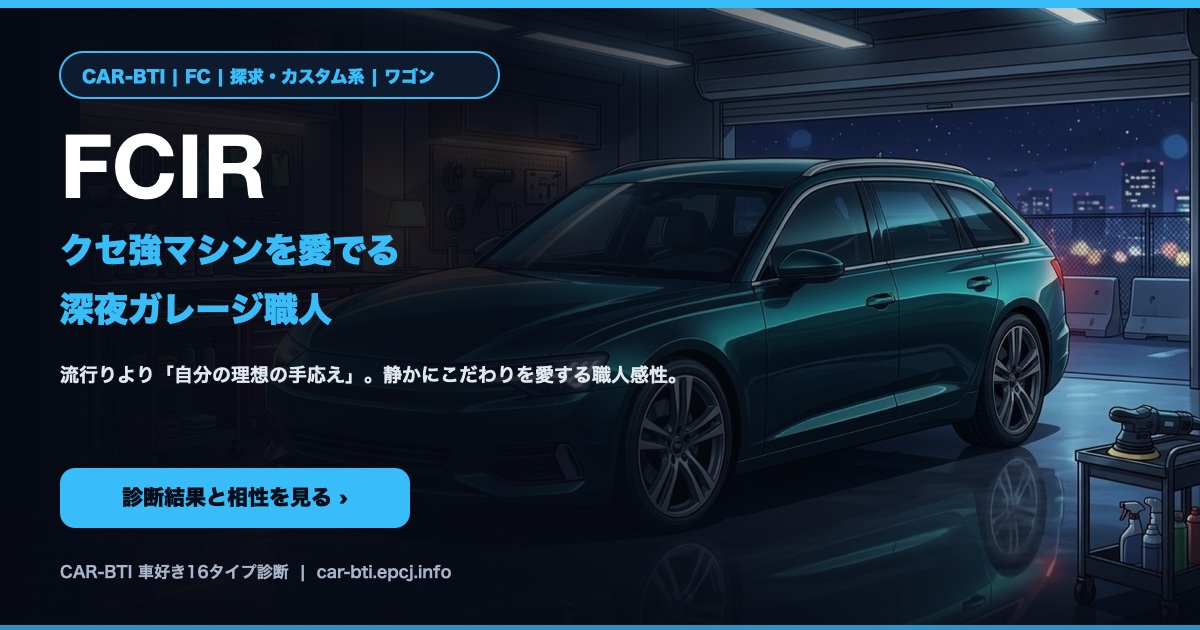 CAR-BTI | FC | 探求・カスタム系 | ワゴン
FCIR
クセ強マシンを愛でる
深夜ガレージ職人
流行りより「自分の理想の手応え」。静かにこだわりを愛する職人感性。
診断結果と相性を見る ›
CAR-BTI 車好き16タイプ診断 | car-bti.epcj.info